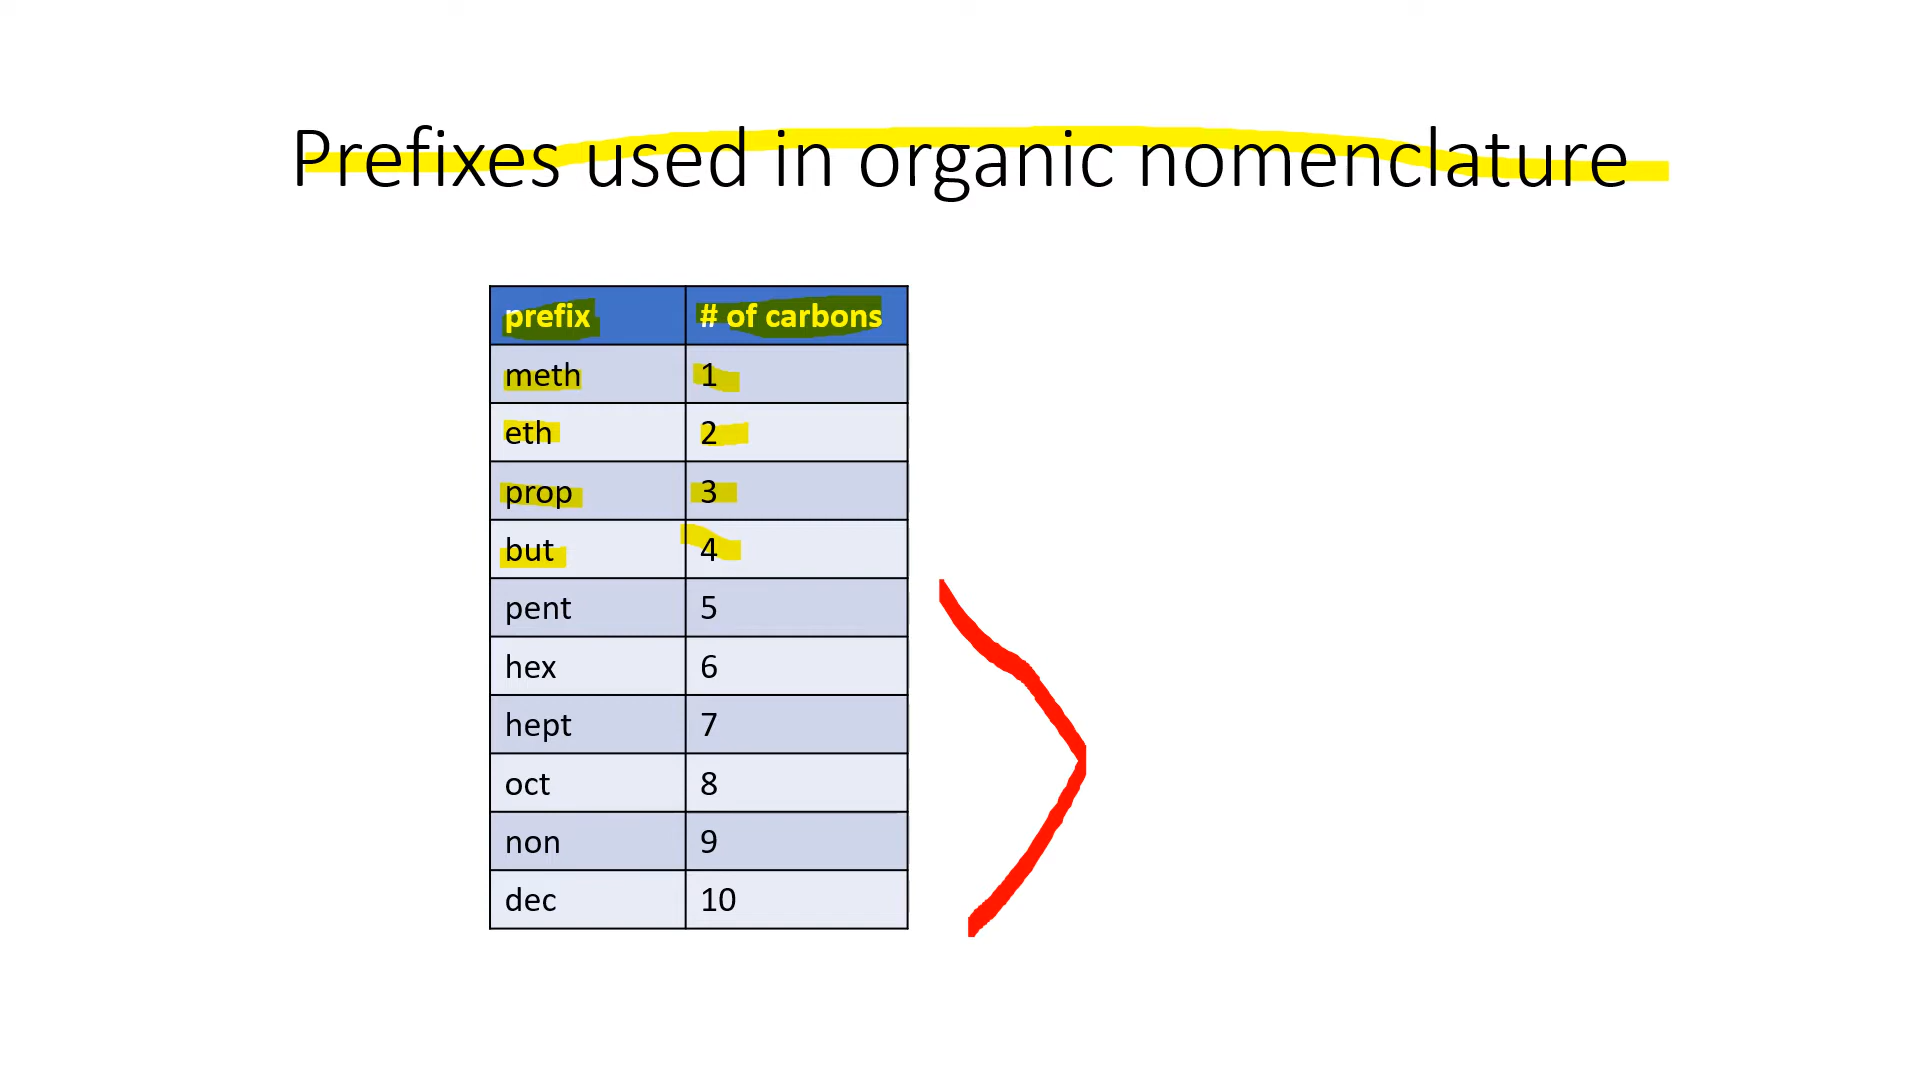 Prefixes used in organic nomenclature
prefix # of carbons
meth 1
eth 2
prop 3
but 4
pent 5
hex 6
hept 7
oct 8
non 9
dec 10